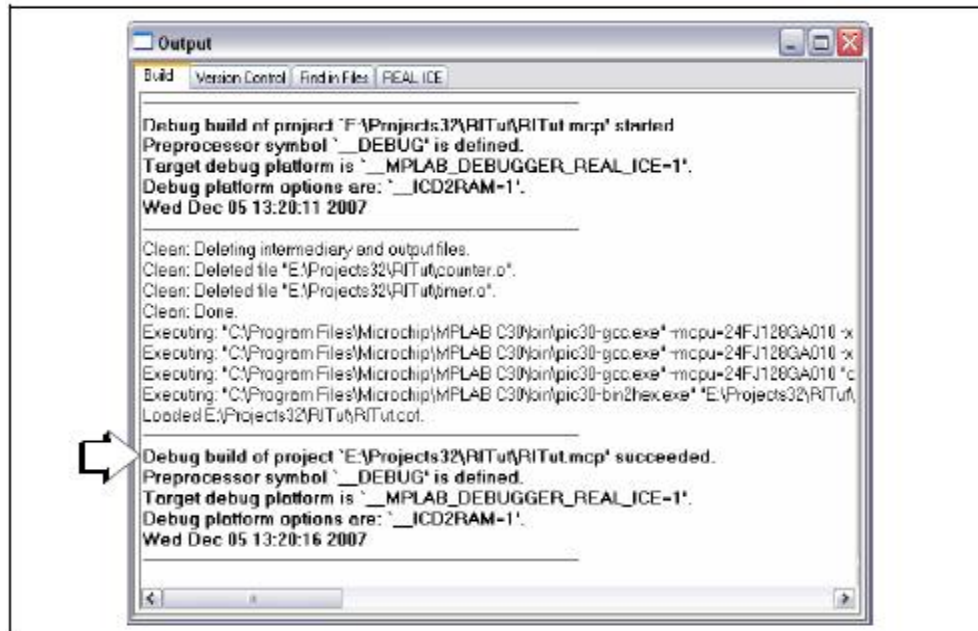 Output
Build Version Control Find in Files REAL ICE
Debug build of project `E:\Projects32\RITut\RITut.mcp' started
Preprocessor symbol `__DEBUG' is defined.
Target debug platform is `__MPLAB_DEBUGGER_REAL_ICE=1'.
Debug platform options are: `__ICD2RAM=1'.
Wed Dec 05 13:20:11 2007
Clean: Deleting intermediary and output files.
Clean: Deleted file "E:\Projects32\RITut\counter.o".
Clean: Deleted file "E:\Projects32\RITut\timer.o".
Clean: Done.
Executing: "C:\Program Files\Microchip\MPLAB C30\bin\pic30-gcc.exe" -mcpu=24FJ128GA010 -x
Executing: "C:\Program Files\Microchip\MPLAB C30\bin\pic30-gcc.exe" -mcpu=24FJ128GA010 -x
Executing: "C:\Program Files\Microchip\MPLAB C30\bin\pic30-gcc.exe" -mcpu=24FJ128GA010 "c
Executing: "C:\Program Files\Microchip\MPLAB C30\bin\pic30-bin2hex.exe" "E:\Projects32\RITut\
Loaded E:\Projects32\RITut\RITut.cof.
Debug build of project `E:\Projects32\RITut\RITut.mcp' succeeded.
Preprocessor symbol `__DEBUG' is defined.
Target debug platform is `__MPLAB_DEBUGGER_REAL_ICE=1'.
Debug platform options are: `__ICD2RAM=1'.
Wed Dec 05 13:20:16 2007